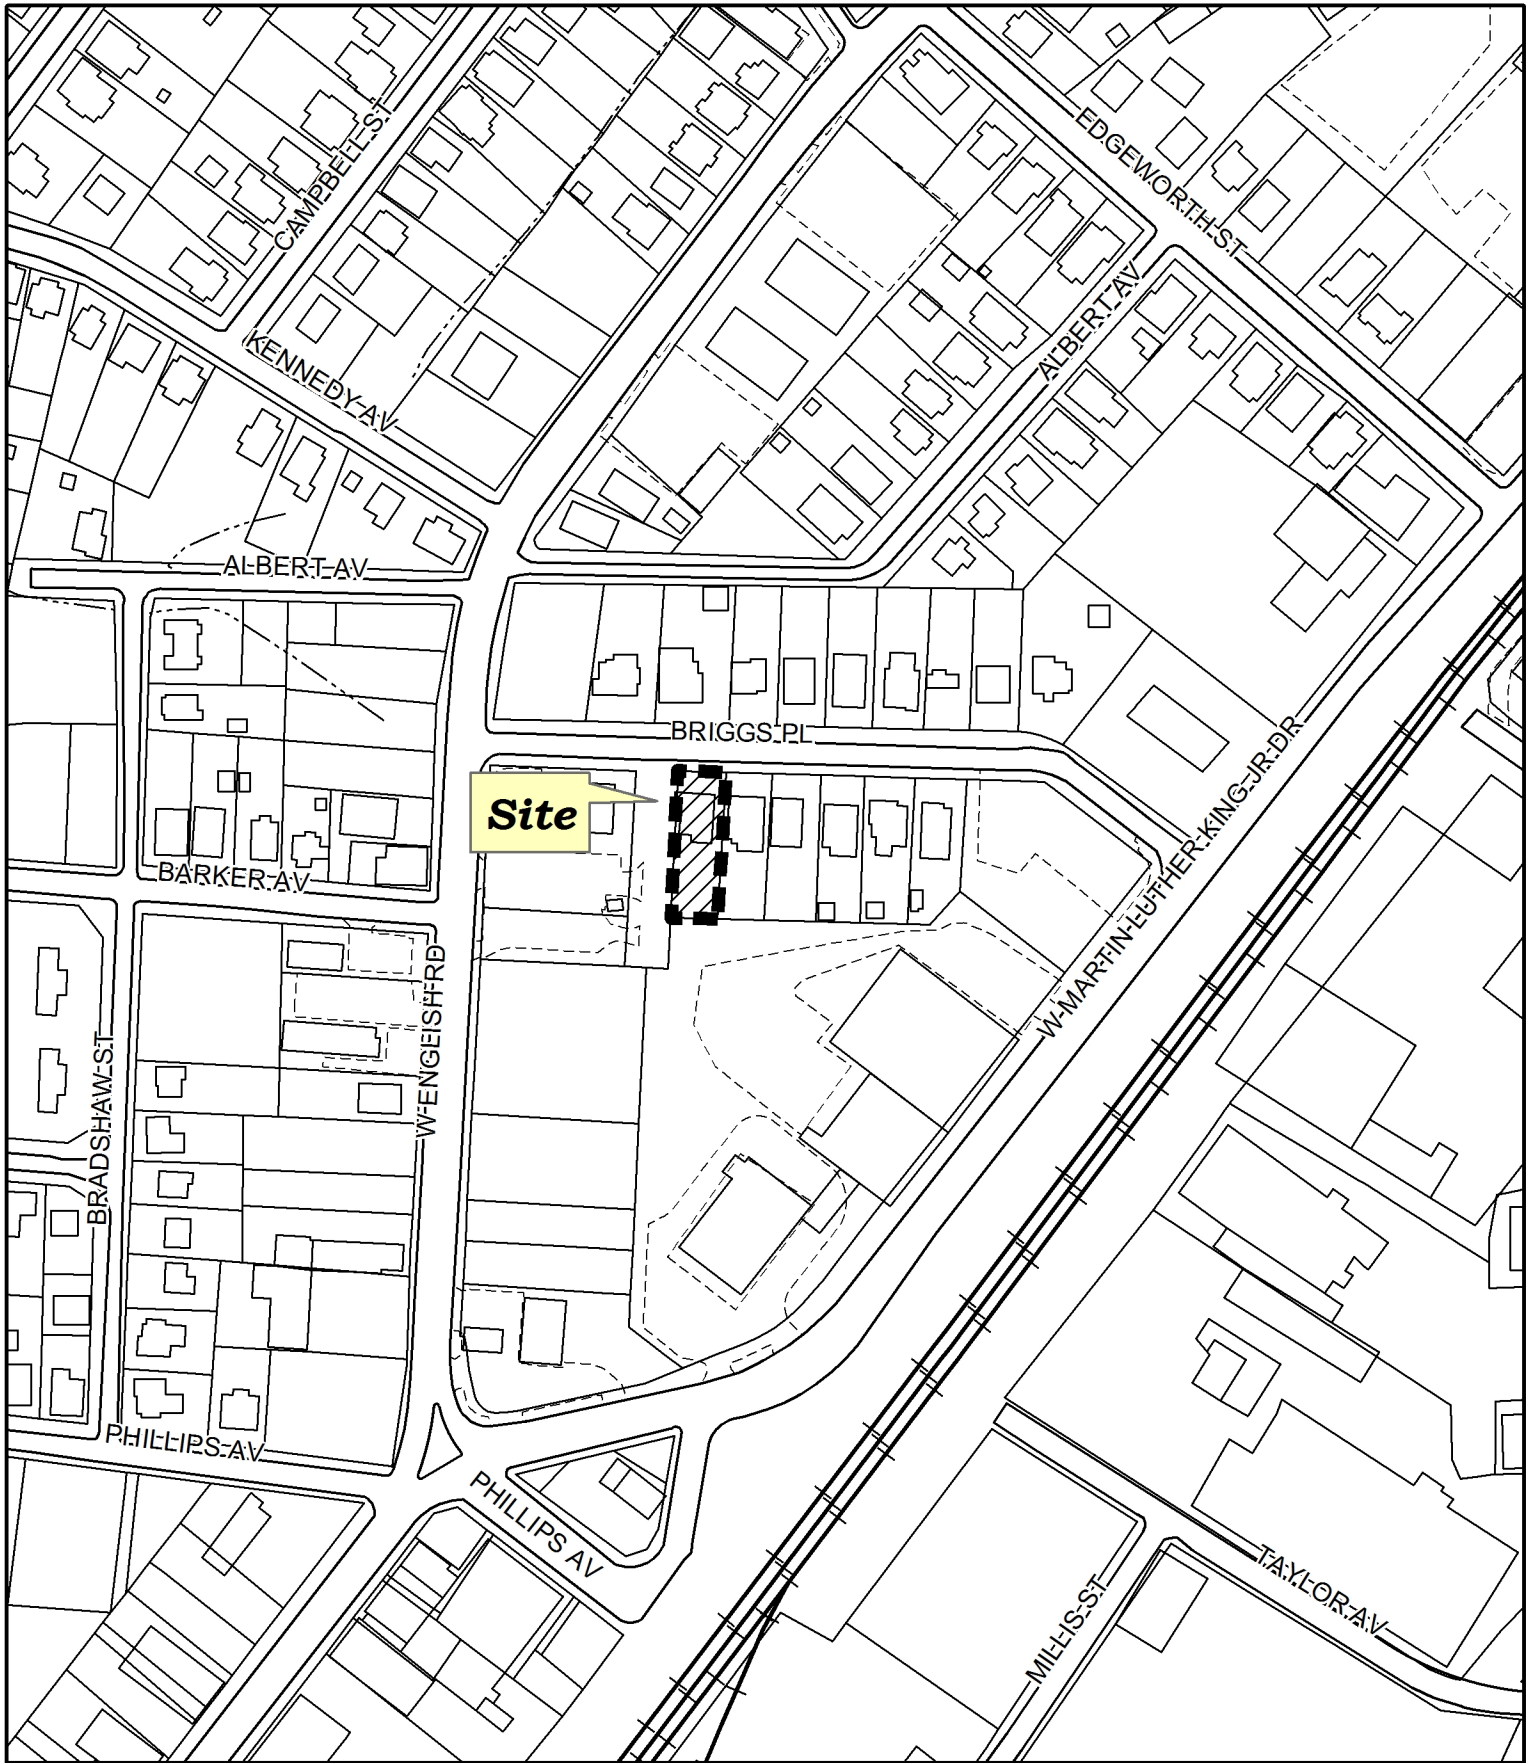 CAMPBELL ST
EDGEWORTH ST
KENNEDY AV
ALBERT AV
ALBERT AV
BRIGGS PL
Site
W MARTIN LUTHER KING JR DR
BARKER AV
W ENGLISH RD
BRADSHAW ST
PHILLIPS AV
PHILLIPS AV
MILLIS ST
TAYLOR AV